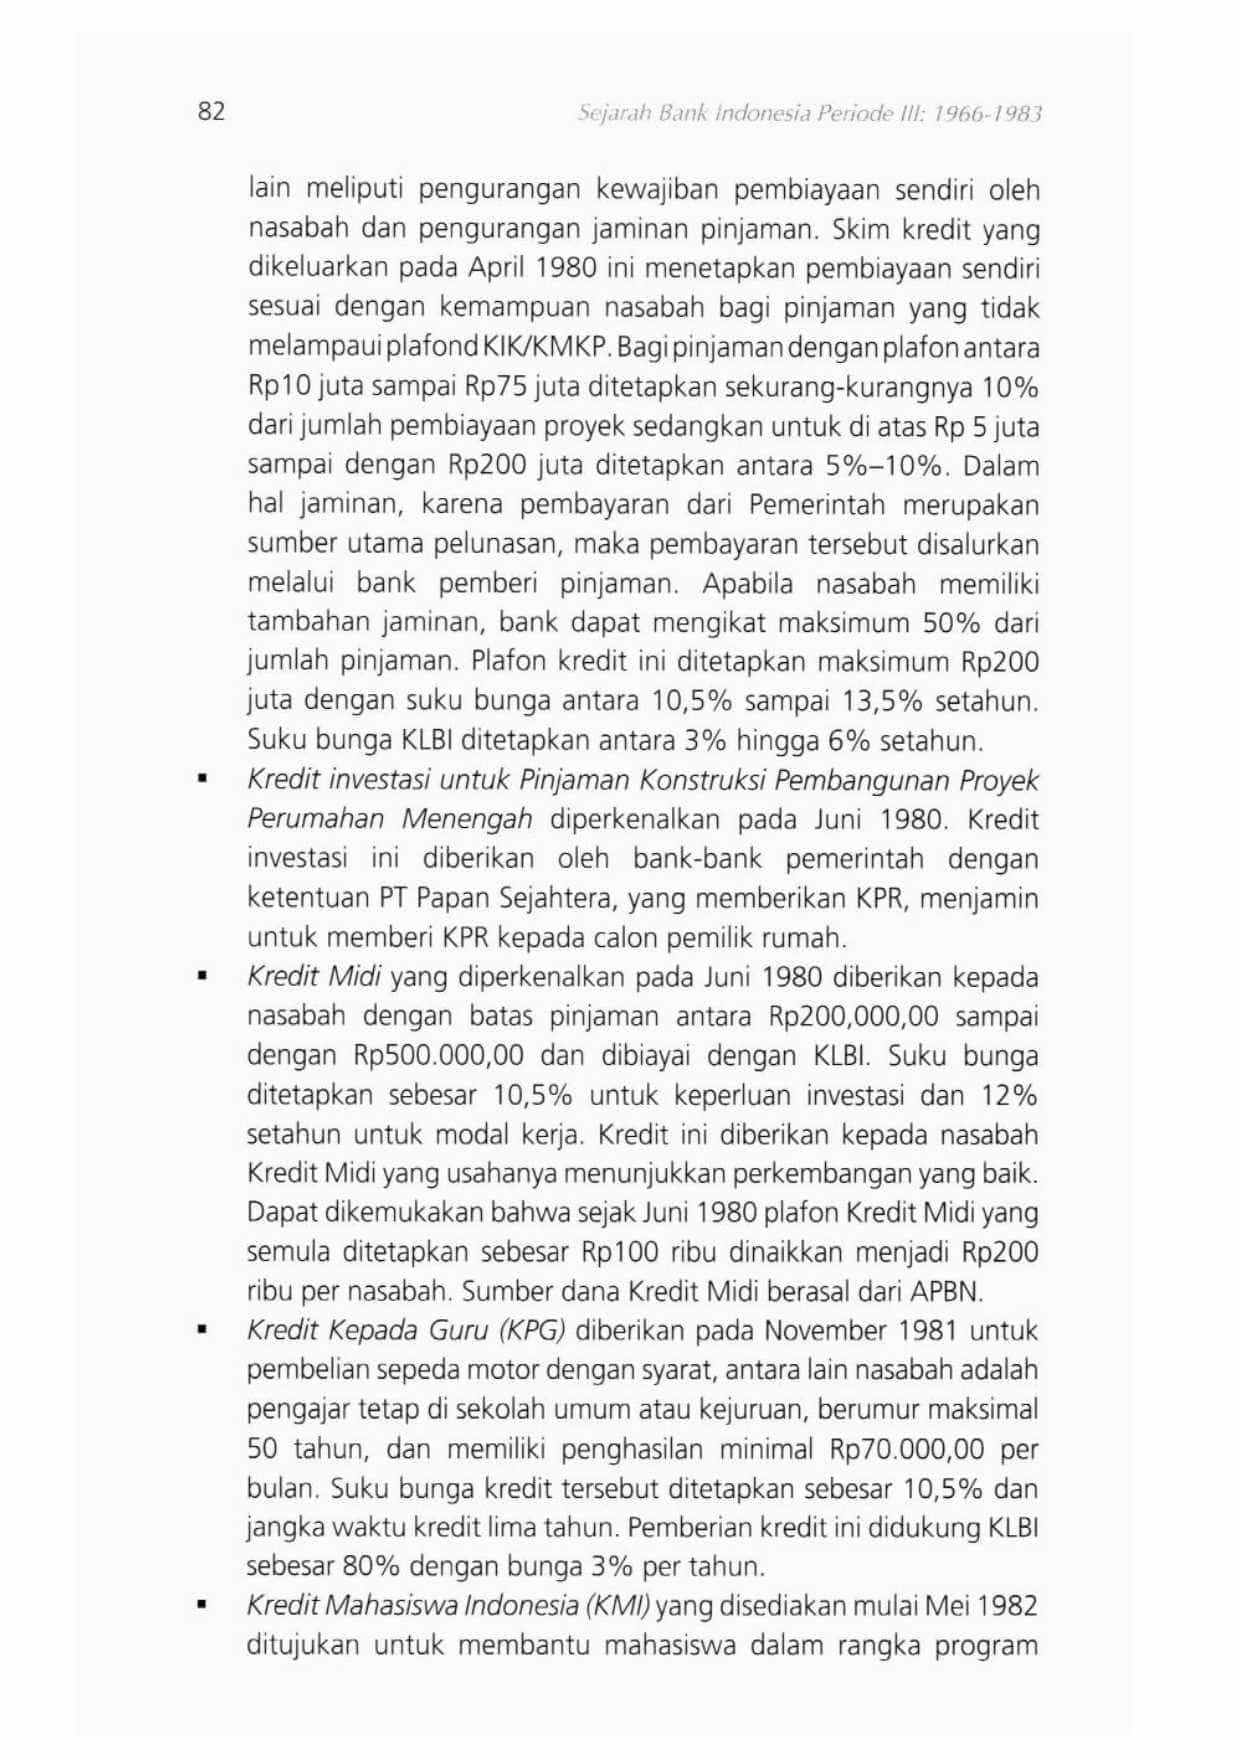 82
Sejarah Bank Indonesia Periode III: 1966-1983
lain meliputi pengurangan kewajiban pembiayaan sendiri oleh
nasabah dan pengurangan jaminan pinjaman. Skim kredit yang
dikeluarkan pada April 1980 ini menetapkan pembiayaan sendiri
sesuai dengan kemampuan nasabah bagi pinjaman yang tidak
melampaui plafond KIK/KMKP. Bagi pinjaman dengan plafon antara
Rp10 juta sampai Rp75 juta ditetapkan sekurang-kurangnya 10%
dari jumlah pembiayaan proyek sedangkan untuk di atas Rp 5 juta
sampai dengan Rp200 juta ditetapkan antara 5%–10%. Dalam
hal jaminan, karena pembayaran dari Pemerintah merupakan
sumber utama pelunasan, maka pembayaran tersebut disalurkan
melalui bank pemberi pinjaman. Apabila nasabah memiliki
tambahan jaminan, bank dapat mengikat maksimum 50% dari
jumlah pinjaman. Plafon kredit ini ditetapkan maksimum Rp200
juta dengan suku bunga antara 10,5% sampai 13,5% setahun.
Suku bunga KLBI ditetapkan antara 3% hingga 6% setahun.
▪ Kredit investasi untuk Pinjaman Konstruksi Pembangunan Proyek
Perumahan Menengah diperkenalkan pada Juni 1980. Kredit
investasi ini diberikan oleh bank-bank pemerintah dengan
ketentuan PT Papan Sejahtera, yang memberikan KPR, menjamin
untuk memberi KPR kepada calon pemilik rumah.
▪ Kredit Midi yang diperkenalkan pada Juni 1980 diberikan kepada
nasabah dengan batas pinjaman antara Rp200,000,00 sampai
dengan Rp500.000,00 dan dibiayai dengan KLBI. Suku bunga
ditetapkan sebesar 10,5% untuk keperluan investasi dan 12%
setahun untuk modal kerja. Kredit ini diberikan kepada nasabah
Kredit Midi yang usahanya menunjukkan perkembangan yang baik.
Dapat dikemukakan bahwa sejak Juni 1980 plafon Kredit Midi yang
semula ditetapkan sebesar Rp100 ribu dinaikkan menjadi Rp200
ribu per nasabah. Sumber dana Kredit Midi berasal dari APBN.
▪ Kredit Kepada Guru (KPG) diberikan pada November 1981 untuk
pembelian sepeda motor dengan syarat, antara lain nasabah adalah
pengajar tetap di sekolah umum atau kejuruan, berumur maksimal
50 tahun, dan memiliki penghasilan minimal Rp70.000,00 per
bulan. Suku bunga kredit tersebut ditetapkan sebesar 10,5% dan
jangka waktu kredit lima tahun. Pemberian kredit ini didukung KLBI
sebesar 80% dengan bunga 3% per tahun.
▪ Kredit Mahasiswa Indonesia (KMI) yang disediakan mulai Mei 1982
ditujukan untuk membantu mahasiswa dalam rangka program